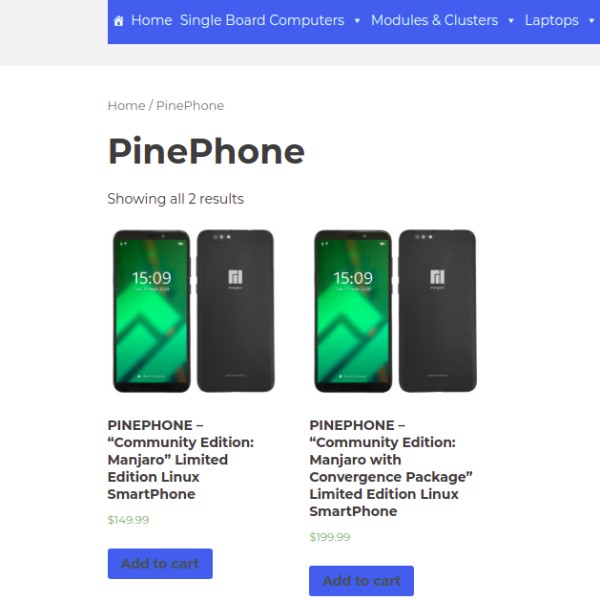 Home Single Board Computers Modules & Clusters Laptops
Home / PinePhone
PinePhone
Showing all 2 results
15:09
15:09
manjaro
manjaro
PINEPHONE –
“Community Edition:
Manjaro” Limited
Edition Linux
SmartPhone
$149.99
Add to cart
PINEPHONE –
“Community Edition:
Manjaro with
Convergence Package”
Limited Edition Linux
SmartPhone
$199.99
Add to cart